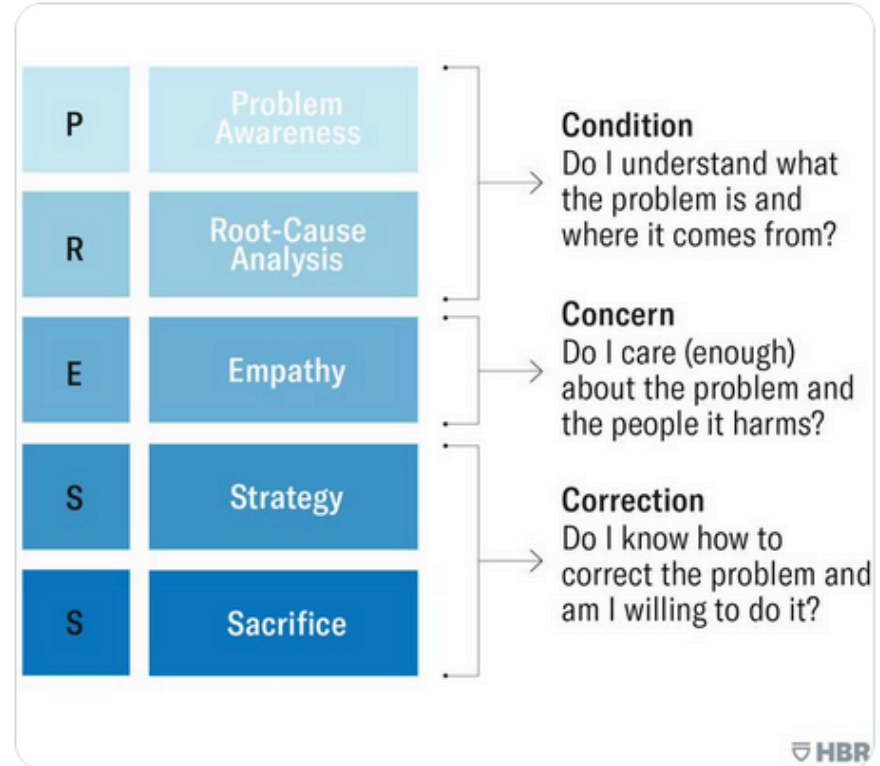 P
Problem
Awareness
R
Root-Cause
Analysis
E
Empathy
S
Strategy
S
Sacrifice
Condition
Do I understand what
the problem is and
where it comes from?
Concern
Do I care (enough)
about the problem and
the people it harms?
Correction
Do I know how to
correct the problem and
am I willing to do it?
HBR